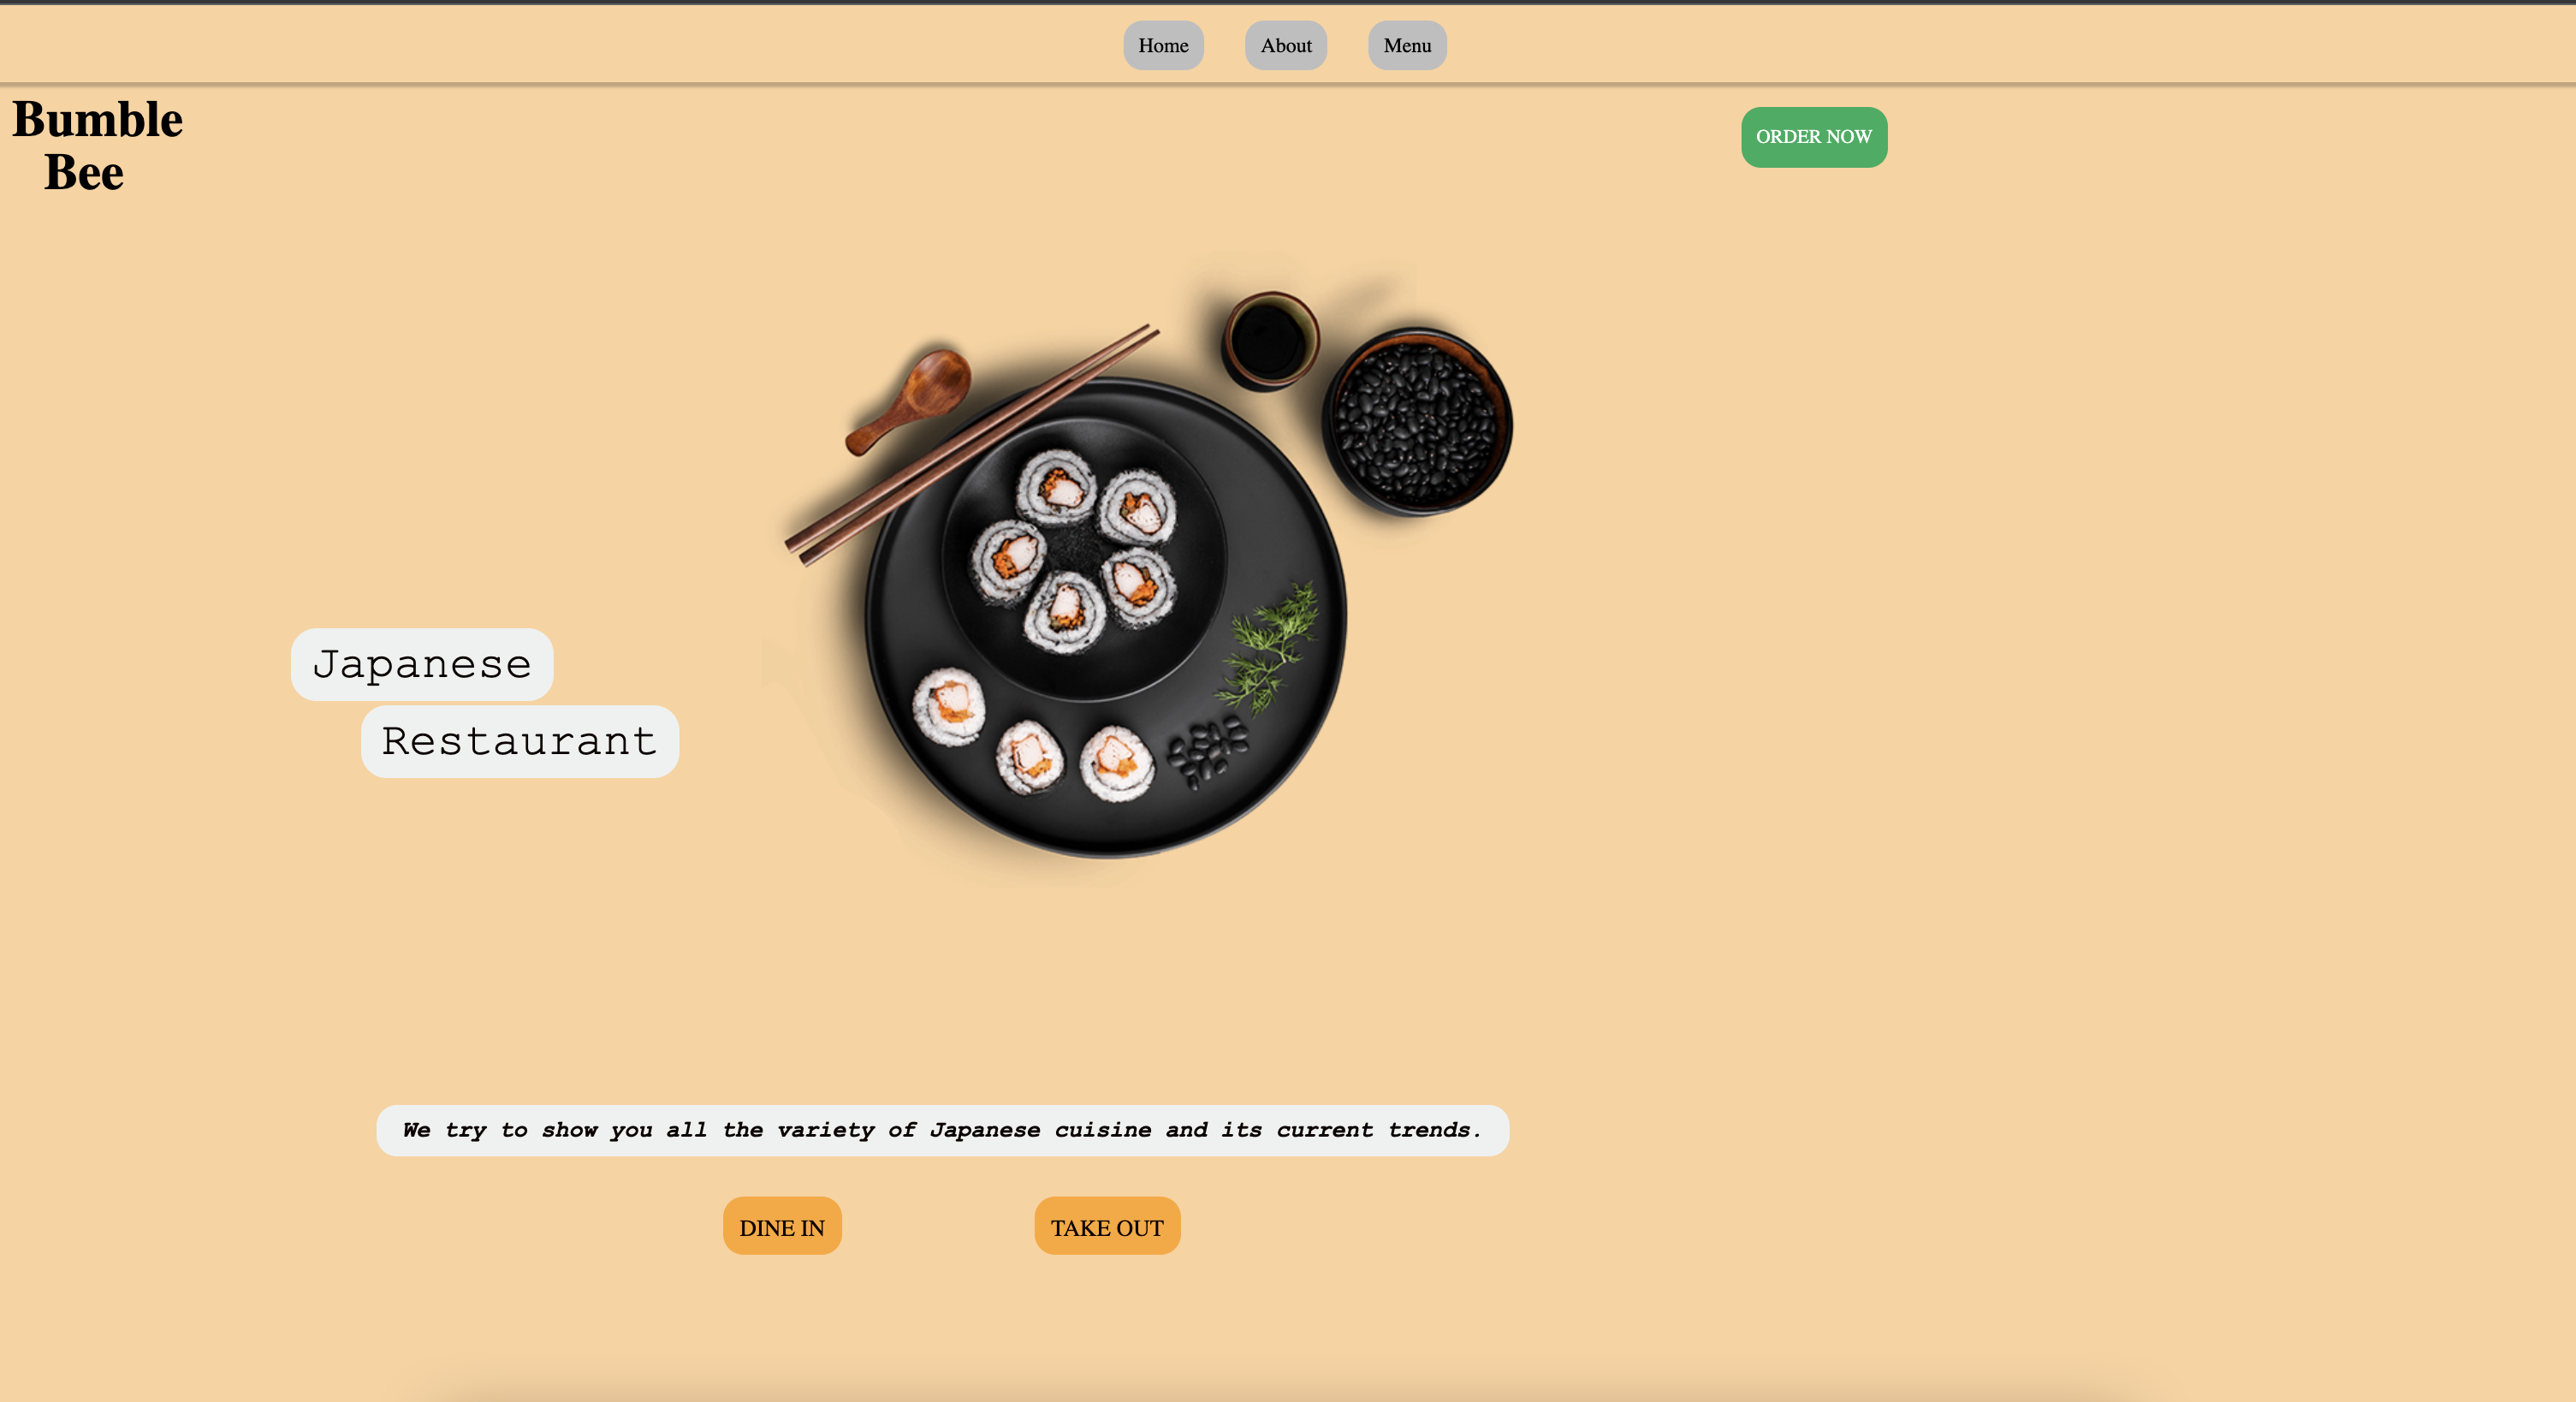 Home
About
Menu
Bumble
Bee
ORDER NOW
Japanese
Restaurant
We try to show you all the variety of Japanese cuisine and its current trends.
DINE IN
TAKE OUT